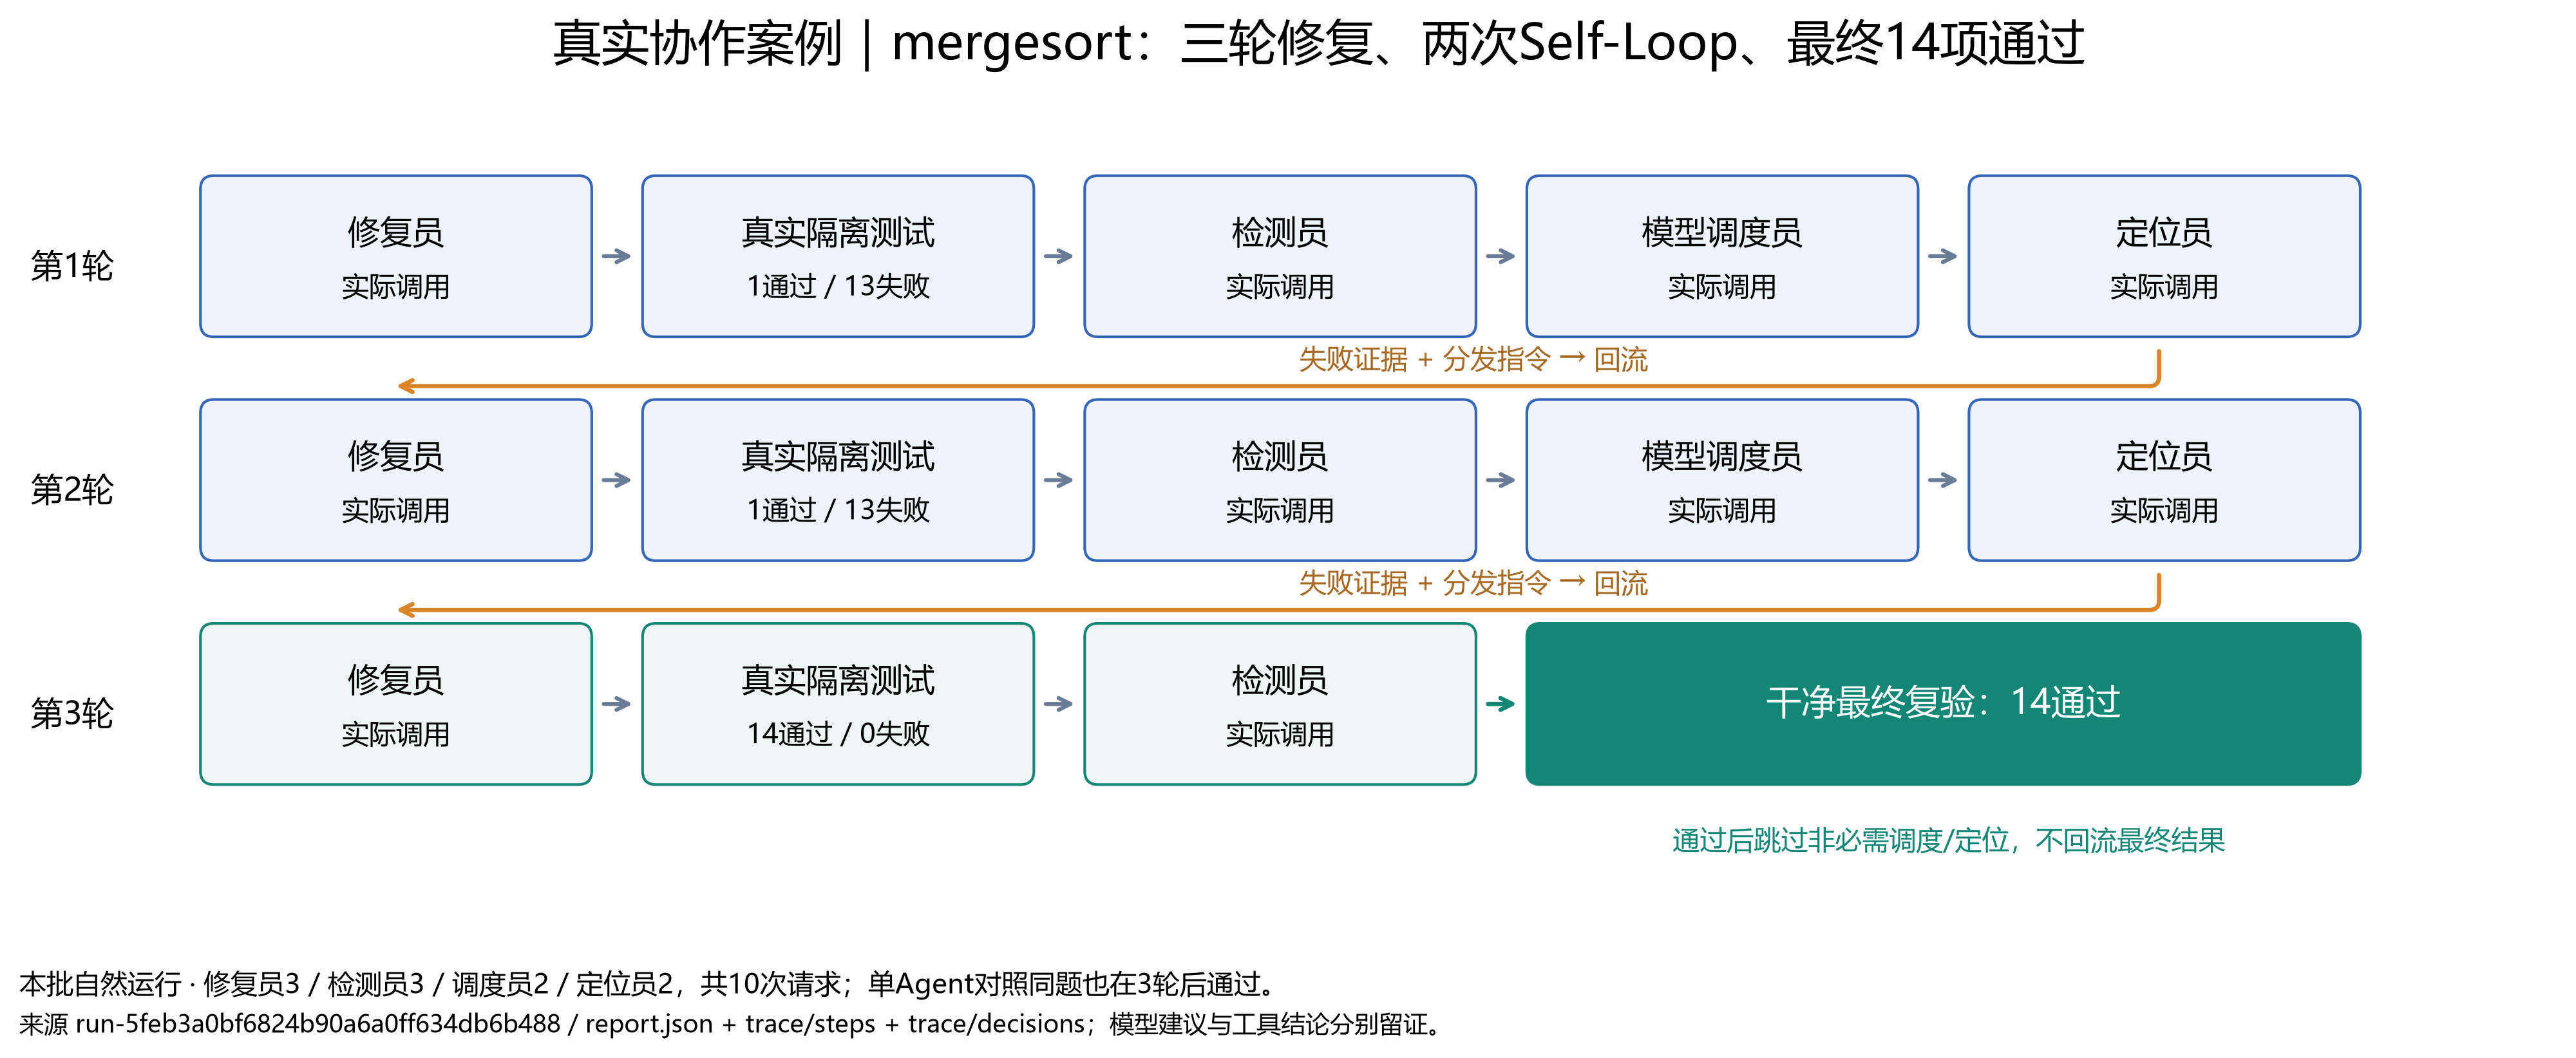 真实协作案例｜mergesort：三轮修复、两次Self-Loop、最终14项通过
第1轮
修复员
实际调用
真实隔离测试
1通过 / 13失败
检测员
实际调用
模型调度员
实际调用
定位员
实际调用
失败证据 + 分发指令 → 回流
第2轮
修复员
实际调用
真实隔离测试
1通过 / 13失败
检测员
实际调用
模型调度员
实际调用
定位员
实际调用
失败证据 + 分发指令 → 回流
第3轮
修复员
实际调用
真实隔离测试
14通过 / 0失败
检测员
实际调用
干净最终复验：14通过
通过后跳过非必需调度/定位，不回流最终结果
本批自然运行 · 修复员3 / 检测员3 / 调度员2 / 定位员2，共10次请求；单Agent对照同题也在3轮后通过。
来源 run-5feb3a0bf6824b90a6a0ff634db6b488 / report.json + trace/steps + trace/decisions；模型建议与工具结论分别留证。